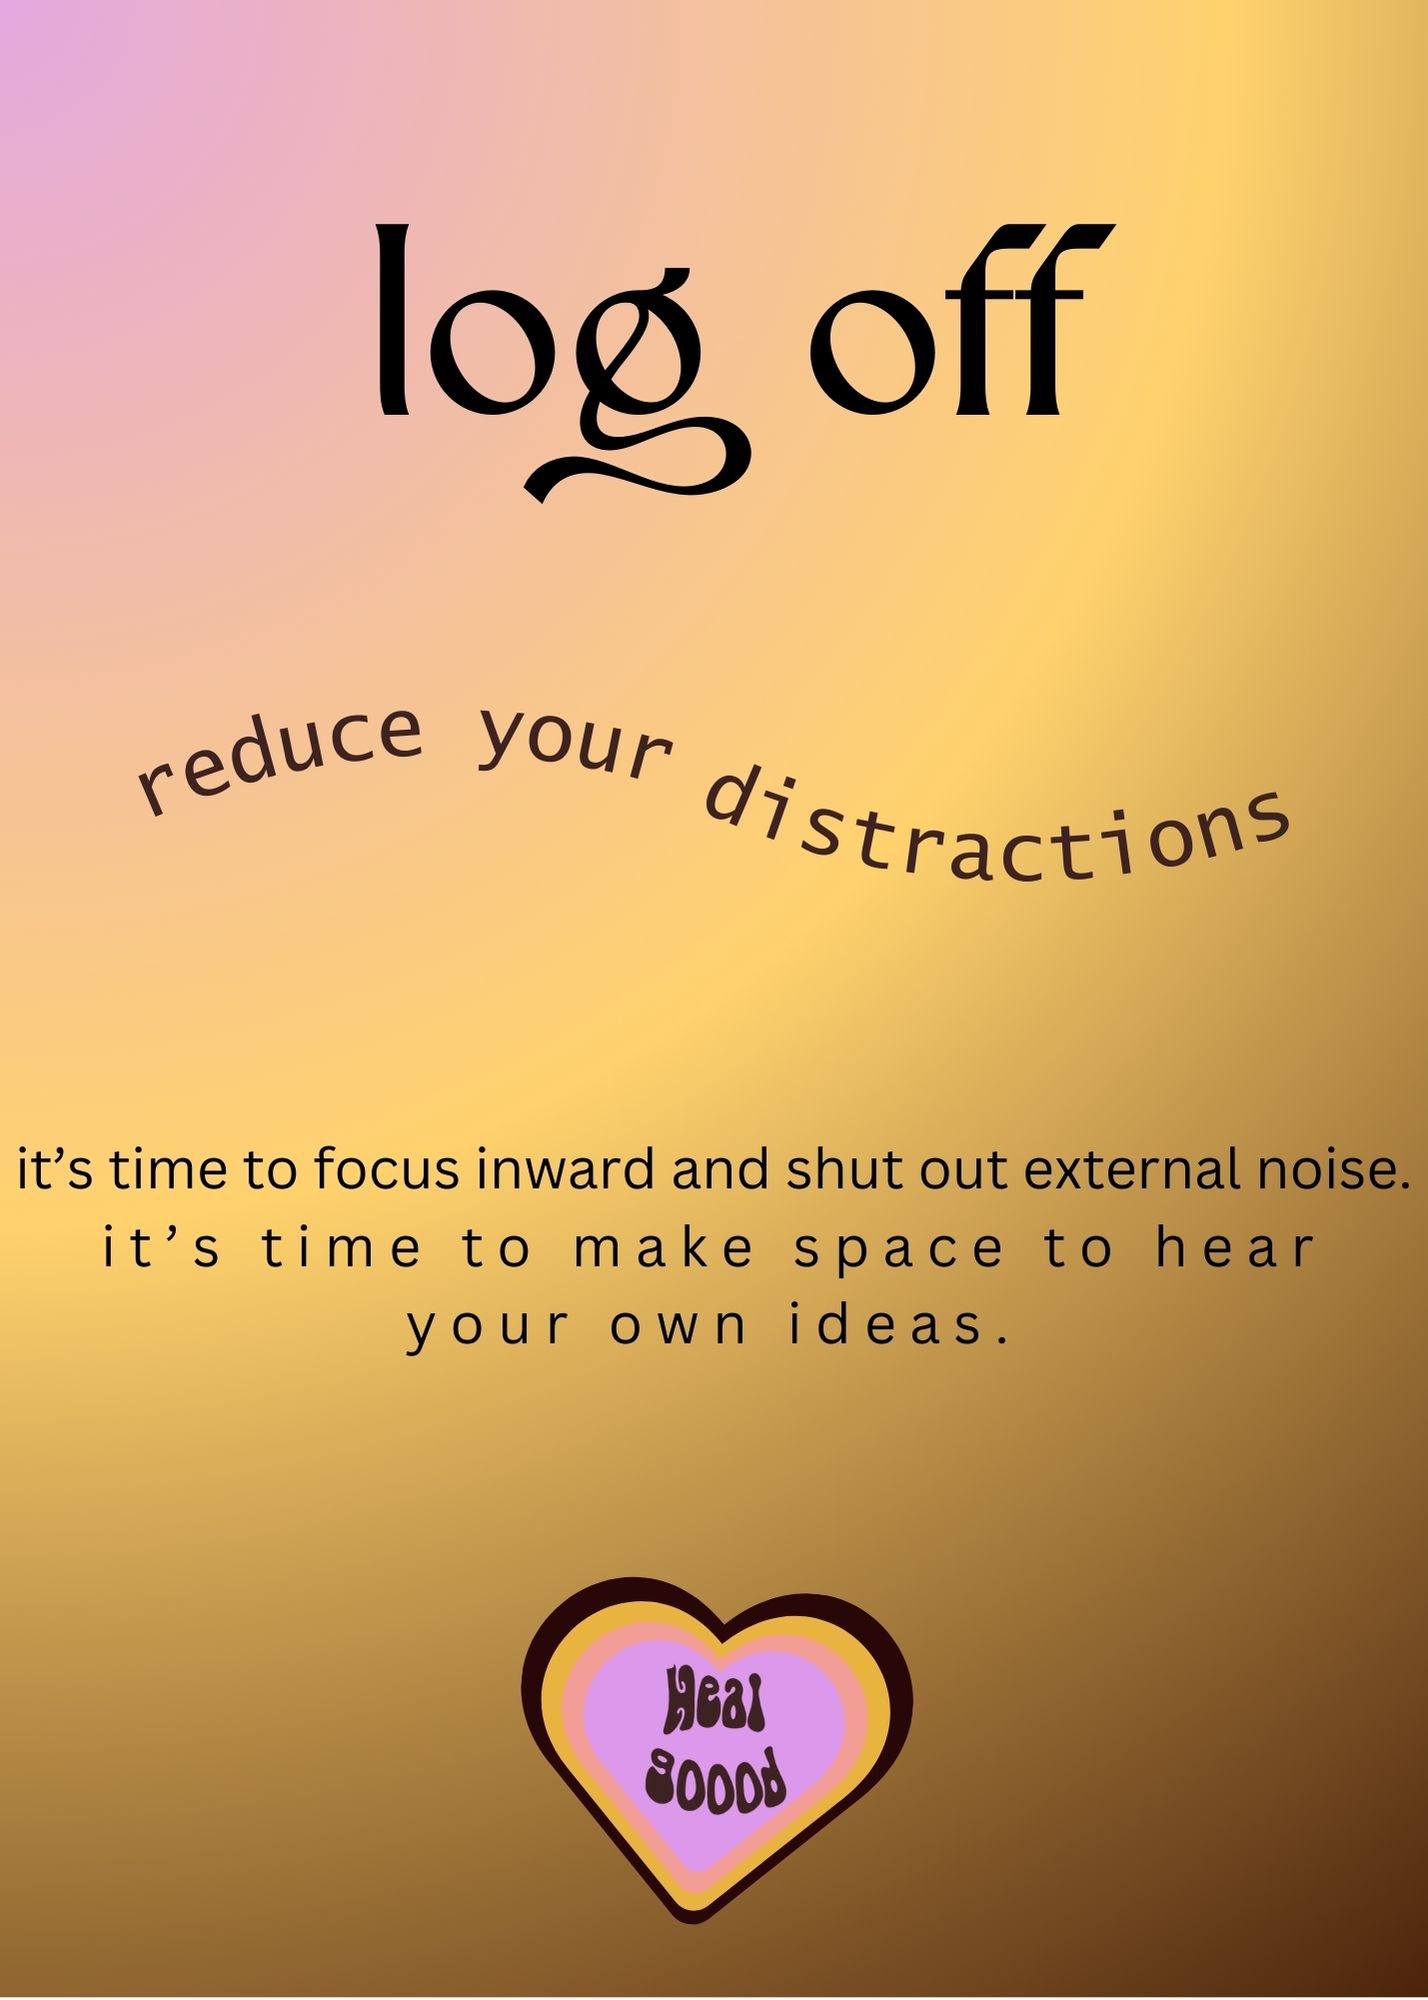 log off
reduce your distractions
it’s time to focus inward and shut out external noise.
it’s time to make space to hear
your own ideas.
Heal
goood